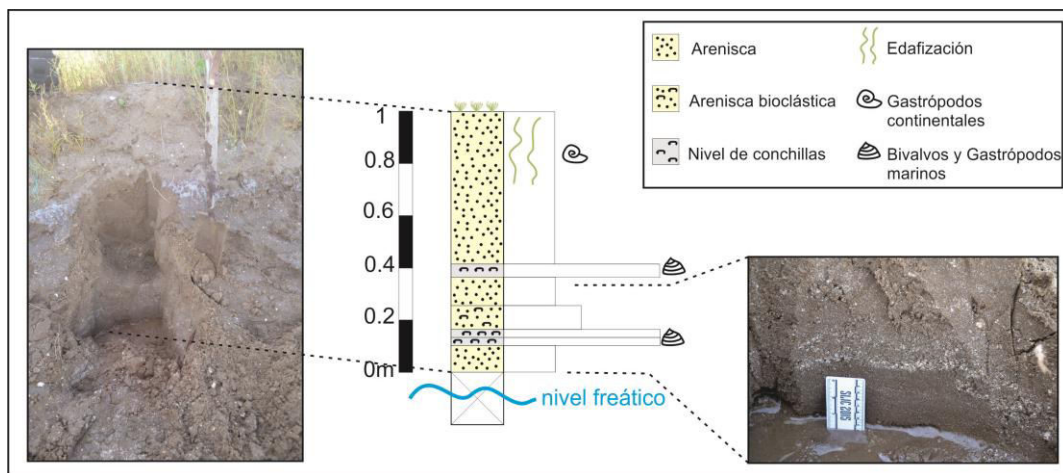 Arenisca
Edafización
Arenisca bioclástica
Gastrópodos
continentales
Nivel de conchillas
Bivalvos y Gastrópodos
marinos
1
0.8
0.6
0.4
0.2
0m
nivel freático